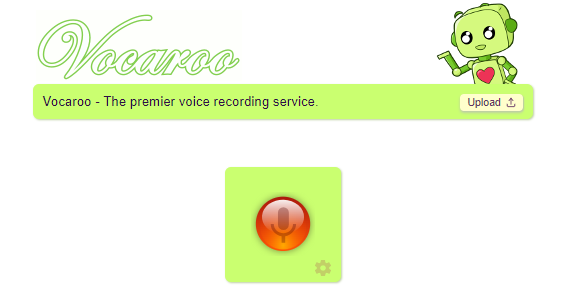 Vocaroo
Vocaroo - The premier voice recording service.
Upload